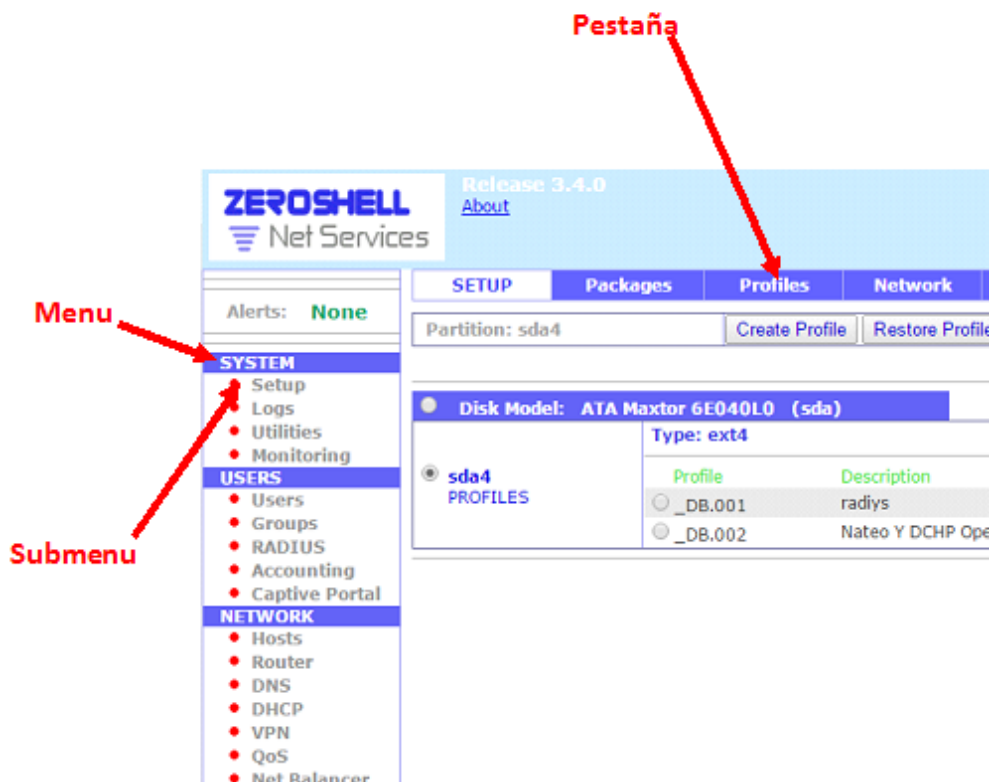 Pestaña
ZEROSHELL
Net Services
Release 3.4.0
About
Menu
Submenu
Alerts: None
SYSTEM
Setup
Logs
Utilities
Monitoring
USERS
Users
Groups
RADIUS
Accounting
Captive Portal
NETWORK
Hosts
Router
DNS
DHCP
VPN
QoS
Net Balancer
SETUP Packages Profiles Network
Partition: sda4 Create Profile Restore Profile
Disk Model: ATA Maxtor 6E040L0 (sda)
sda4
PROFILES
Type: ext4
Profile Description
_DB.001 radiys
_DB.002 Nateo Y DCHP Ope